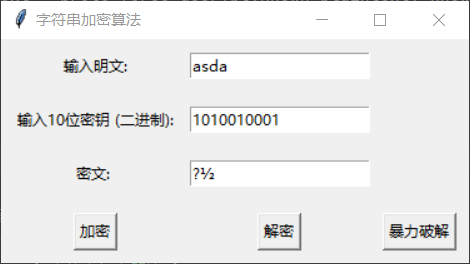 字符串加密算法
输入明文: asda
输入10位密钥 (二进制): 1010010001
密文: ?½
加密 解密 暴力破解